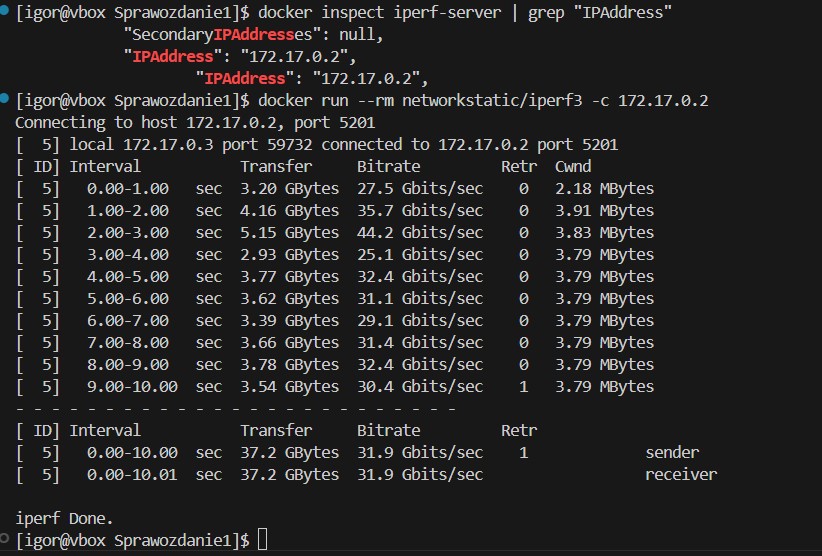 [igor@vbox Sprawozdanie1]$ docker inspect iperf-server | grep "IPAddress"
            "SecondaryIPAddresses": null,
            "IPAddress": "172.17.0.2",
                    "IPAddress": "172.17.0.2",
[igor@vbox Sprawozdanie1]$ docker run --rm networkstatic/iperf3 -c 172.17.0.2
Connecting to host 172.17.0.2, port 5201
[  5] local 172.17.0.3 port 59732 connected to 172.17.0.2 port 5201
[ ID] Interval           Transfer     Bitrate         Retr  Cwnd
[  5]   0.00-1.00   sec  3.20 GBytes  27.5 Gbits/sec    0   2.18 MBytes
[  5]   1.00-2.00   sec  4.16 GBytes  35.7 Gbits/sec    0   3.91 MBytes
[  5]   2.00-3.00   sec  5.15 GBytes  44.2 Gbits/sec    0   3.83 MBytes
[  5]   3.00-4.00   sec  2.93 GBytes  25.1 Gbits/sec    0   3.79 MBytes
[  5]   4.00-5.00   sec  3.77 GBytes  32.4 Gbits/sec    0   3.79 MBytes
[  5]   5.00-6.00   sec  3.62 GBytes  31.1 Gbits/sec    0   3.79 MBytes
[  5]   6.00-7.00   sec  3.39 GBytes  29.1 Gbits/sec    0   3.79 MBytes
[  5]   7.00-8.00   sec  3.66 GBytes  31.4 Gbits/sec    0   3.79 MBytes
[  5]   8.00-9.00   sec  3.78 GBytes  32.4 Gbits/sec    0   3.79 MBytes
[  5]   9.00-10.00  sec  3.54 GBytes  30.4 Gbits/sec    1   3.79 MBytes
- - - - - - - - - - - - - - - - - - - - - - - - -
[ ID] Interval           Transfer     Bitrate         Retr
[  5]   0.00-10.00  sec  37.2 GBytes  31.9 Gbits/sec    1             sender
[  5]   0.00-10.01  sec  37.2 GBytes  31.9 Gbits/sec                  receiver

iperf Done.
[igor@vbox Sprawozdanie1]$